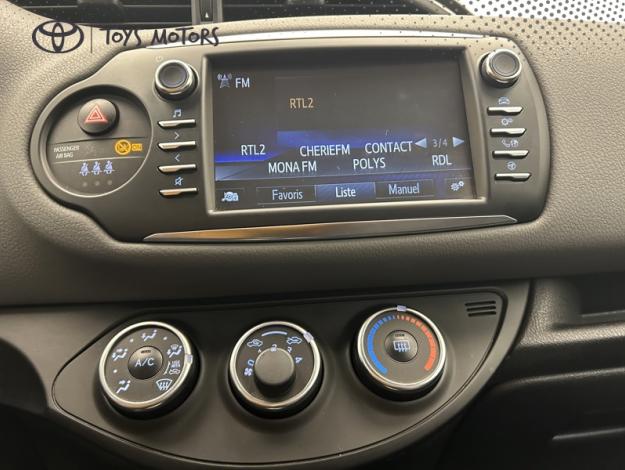 TOYS MOTORS
FM
RTL2
RTL2 CHERIEFM CONTACT 3/4
MONA FM POLYS RDL
Favoris Liste Manuel
PASSENGER
AIR BAG
ON
A/C